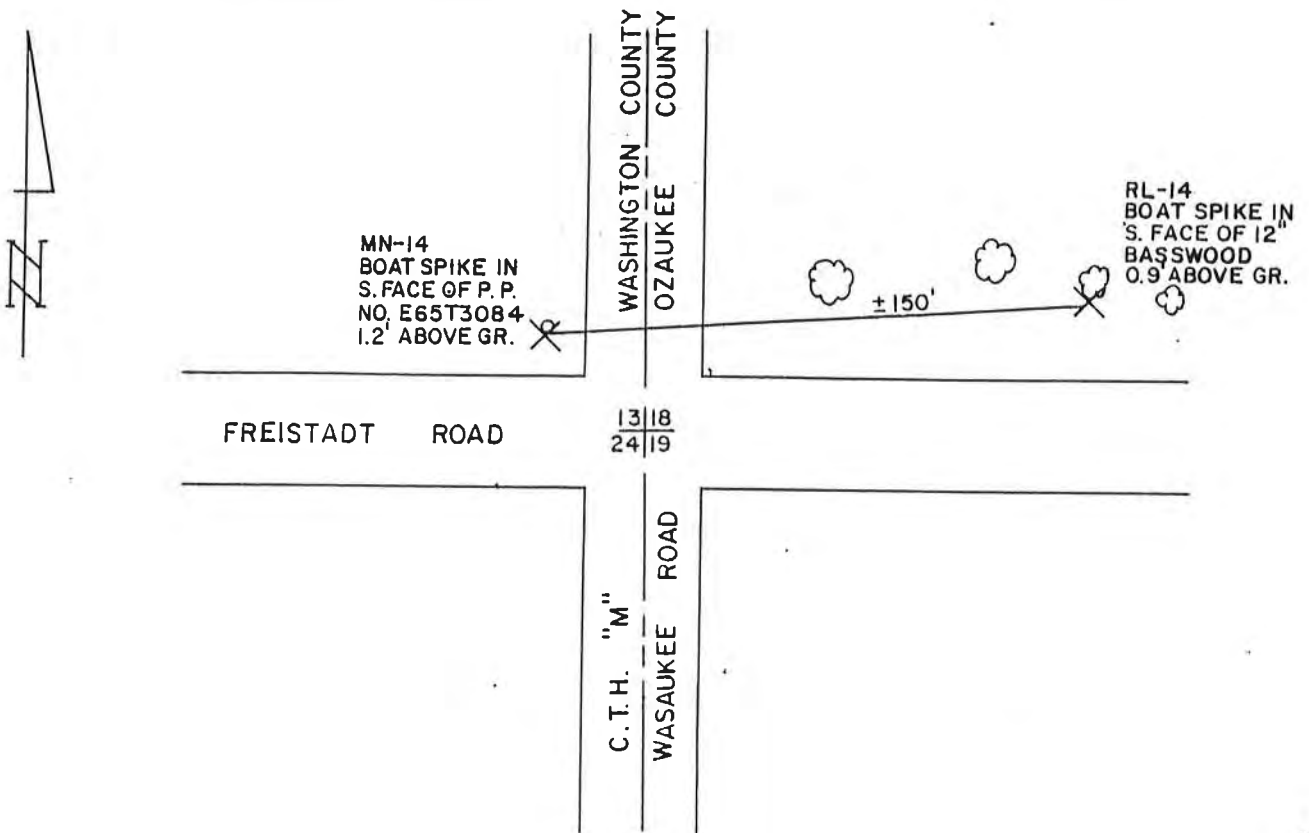 WASHINGTON COUNTY
OZAUKEE COUNTY
N
MN-14
BOAT SPIKE IN
S. FACE OF P. P.
NO. E65T3084
1.2' ABOVE GR.
RL-14
BOAT SPIKE IN
S. FACE OF 12"
BASSWOOD
0.9' ABOVE GR.
±150'
FREISTADT ROAD
13|18
24|19
C.T.H. "M"
WASAUKEE ROAD